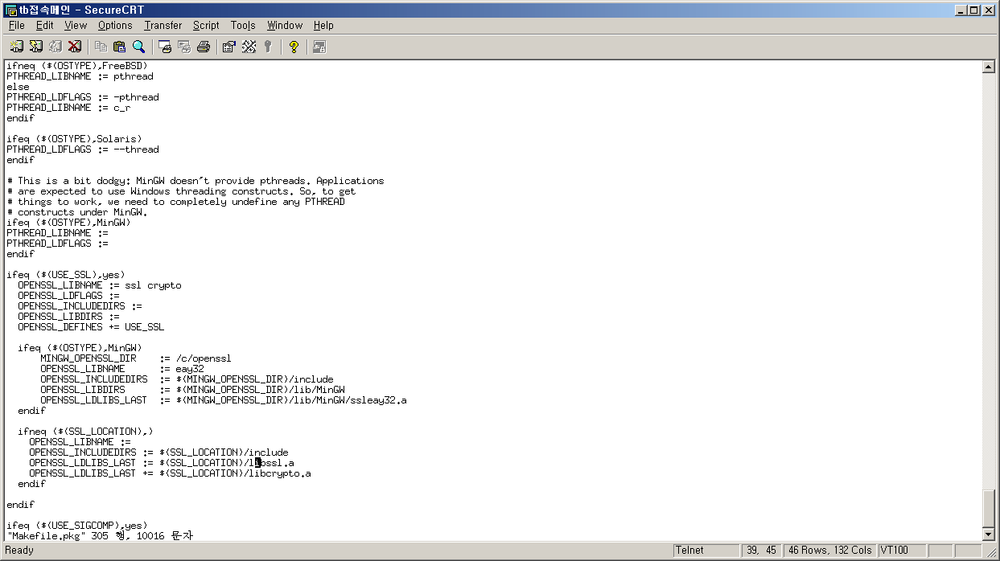 tb접속메인 - SecureCRT
File Edit View Options Transfer Script Tools Window Help
ifneq ($(OSTYPE),FreeBSD)
PTHREAD_LIBNAME := pthread
else
PTHREAD_LDFLAGS := -pthread
PTHREAD_LIBNAME := c_r
endif
ifeq ($(OSTYPE),Solaris)
PTHREAD_LDFLAGS := --thread
endif
# This is a bit dodgy: MinGW doesn't provide pthreads. Applications
# are expected to use Windows threading constructs. So, to get
# things to work, we need to completely undefine any PTHREAD
# constructs under MinGW.
ifeq ($(OSTYPE),MinGW)
PTHREAD_LIBNAME :=
PTHREAD_LDFLAGS :=
endif
ifeq ($(USE_SSL),yes)
OPENSSL_LIBNAME := ssl crypto
OPENSSL_LDFLAGS :=
OPENSSL_INCLUDEDIRS :=
OPENSSL_LIBDIRS :=
OPENSSL_DEFINES += USE_SSL
ifeq ($(OSTYPE),MinGW)
MINGW_OPENSSL_DIR := /c/openssl
OPENSSL_LIBNAME := eay32
OPENSSL_INCLUDEDIRS := $(MINGW_OPENSSL_DIR)/include
OPENSSL_LIBDIRS := $(MINGW_OPENSSL_DIR)/lib/MinGW
OPENSSL_LDLIBS_LAST := $(MINGW_OPENSSL_DIR)/lib/MinGW/ssleay32.a
endif
ifneq ($(SSL_LOCATION),)
OPENSSL_LIBNAME :=
OPENSSL_INCLUDEDIRS := $(SSL_LOCATION)/include
OPENSSL_LDLIBS_LAST := $(SSL_LOCATION)/libssl.a
OPENSSL_LDLIBS_LAST += $(SSL_LOCATION)/libcrypto.a
endif
endif
ifeq ($(USE_SIGCOMP),yes)
"Makefile.pkg" 305 행, 10016 문자
Ready Telnet 39, 45 46 Rows, 132 Cols VT100